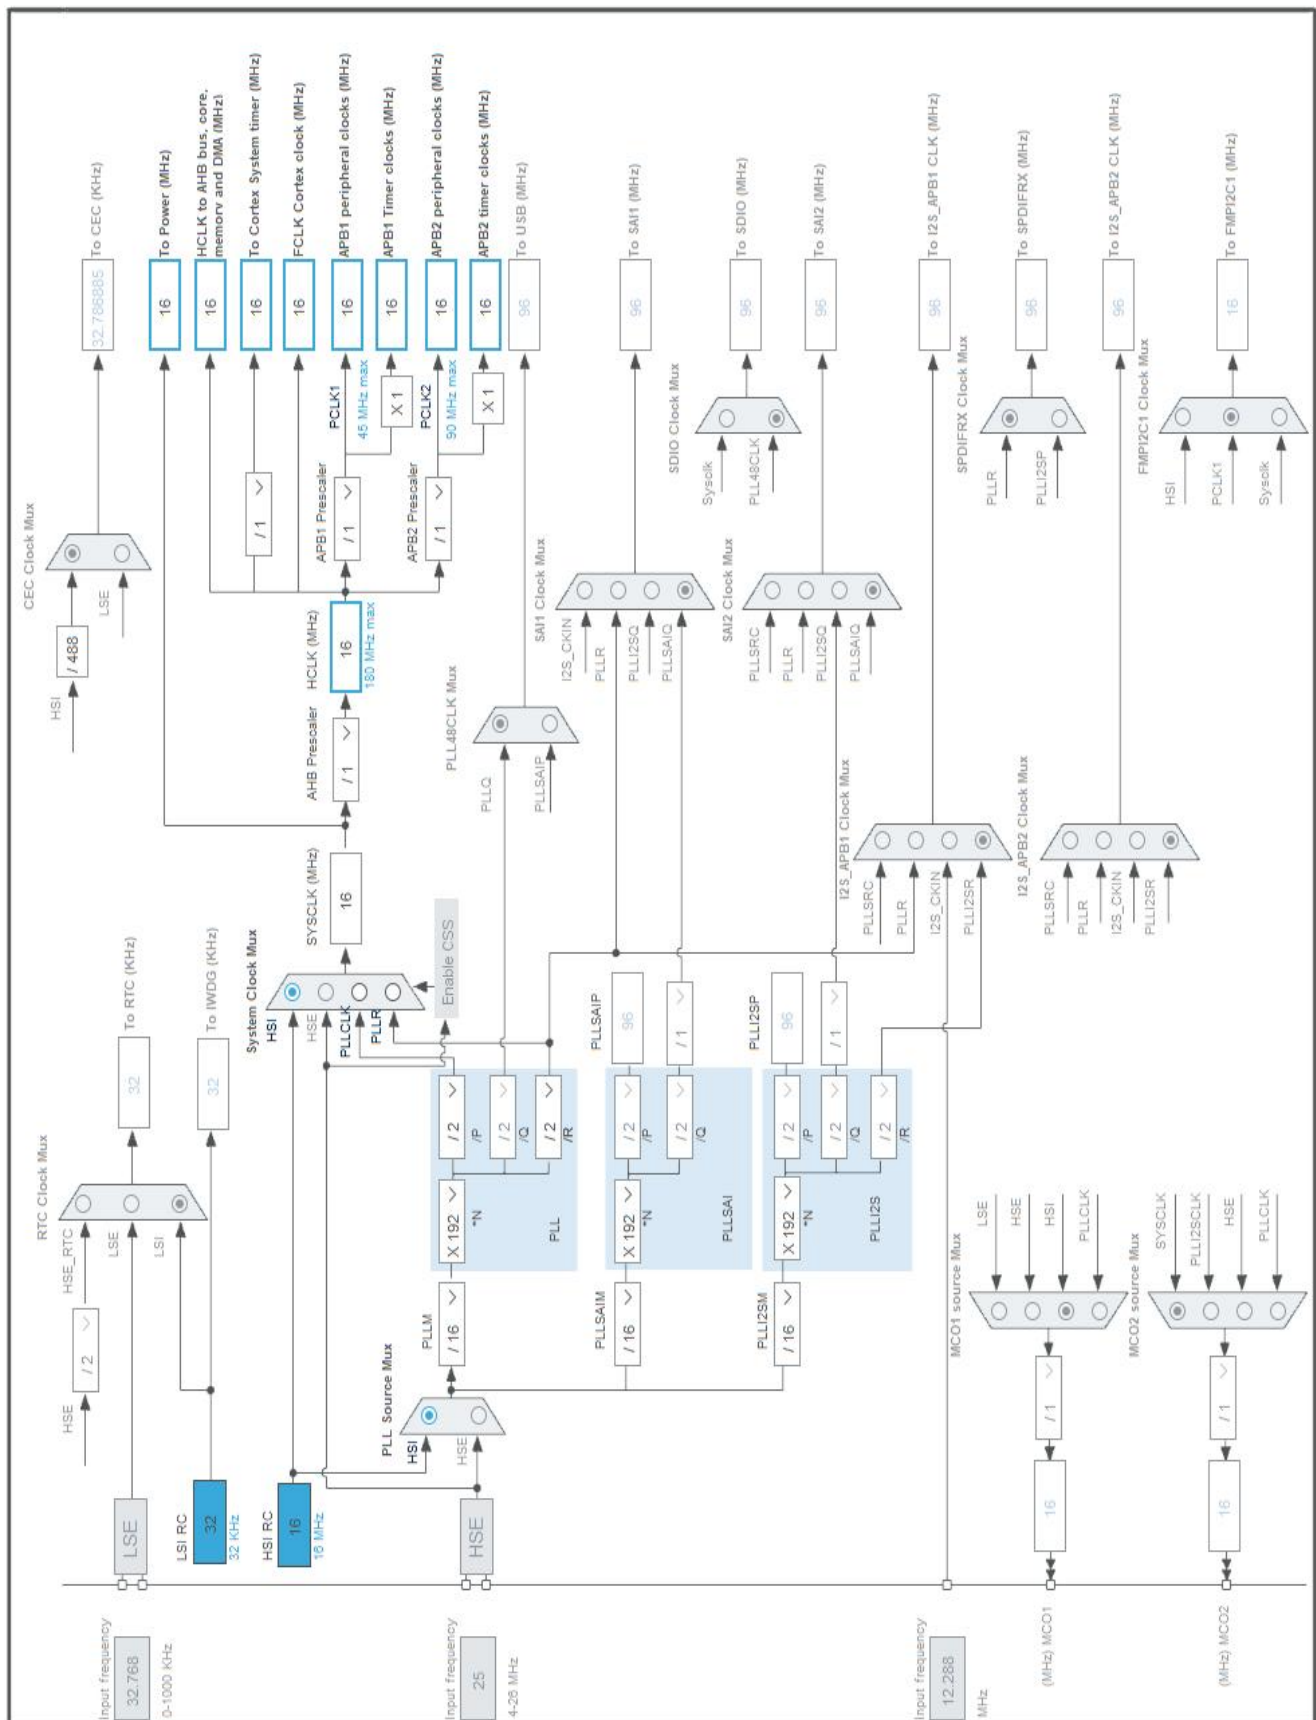 Input frequency
32.768
0-1000 KHz
LSE
LSI RC
32
32 KHz
HSI RC
16
16 MHz
Input frequency
25
4-26 MHz
HSE
Input frequency
12.288
MHz
HSE
/ 2
HSE_RTC
LSE
LSI
RTC Clock Mux
32
To RTC (KHz)
32
To IWDG (KHz)
HSI
/ 488
LSE
CEC Clock Mux
32.786885
To CEC (KHz)
System Clock Mux
HSI
HSE
PLLCLK
PLLR
Enable CSS
SYSCLK (MHz)
16
AHB Prescaler
/ 1
HCLK (MHz)
16
180 MHz max
/ 1
APB1 Prescaler
/ 1
PCLK1
45 MHz max
X 1
APB2 Prescaler
/ 1
PCLK2
90 MHz max
X 1
16
To Power (MHz)
16
HCLK to AHB bus, core,
memory and DMA (MHz)
16
To Cortex System timer (MHz)
16
FCLK Cortex clock (MHz)
16
APB1 peripheral clocks (MHz)
16
APB1 Timer clocks (MHz)
16
APB2 peripheral clocks (MHz)
16
APB2 timer clocks (MHz)
96
To USB (MHz)
PLL Source Mux
HSI
HSE
PLLM
/ 16
X 192
*N
/ 2
/P
/ 2
/Q
/ 2
/R
PLL
PLLQ
PLLSAIP
PLL48CLK Mux
PLLSAIM
/ 16
X 192
*N
/ 2
/P
/ 2
/Q
PLLSAI
PLLSAIP
96
/ 1
SAI1 Clock Mux
I2S_CKIN
PLLR
PLLI2SQ
PLLSAIQ
96
To SAI1 (MHz)
SDIO Clock Mux
Sysclk
PLL48CLK
96
To SDIO (MHz)
PLLI2SM
/ 16
X 192
*N
/ 2
/P
/ 2
/Q
/ 2
/R
PLLI2S
PLLI2SP
96
/ 1
SAI2 Clock Mux
PLLSRC
PLLR
PLLI2SQ
PLLSAIQ
96
To SAI2 (MHz)
I2S_APB1 Clock Mux
PLLSRC
PLLR
I2S_CKIN
PLLI2SR
96
To I2S_APB1 CLK (MHz)
SPDIFRX Clock Mux
PLLR
PLLI2SP
96
To SPDIFRX (MHz)
I2S_APB2 Clock Mux
PLLSRC
PLLR
I2S_CKIN
PLLI2SR
96
To I2S_APB2 CLK (MHz)
FMPI2C1 Clock Mux
HSI
PCLK1
Sysclk
16
To FMPI2C1 (MHz)
MCO1 source Mux
LSE
HSE
HSI
PLLCLK
/ 1
16
(MHz) MCO1
MCO2 source Mux
SYSCLK
PLLI2SCLK
HSE
PLLCLK
/ 1
16
(MHz) MCO2